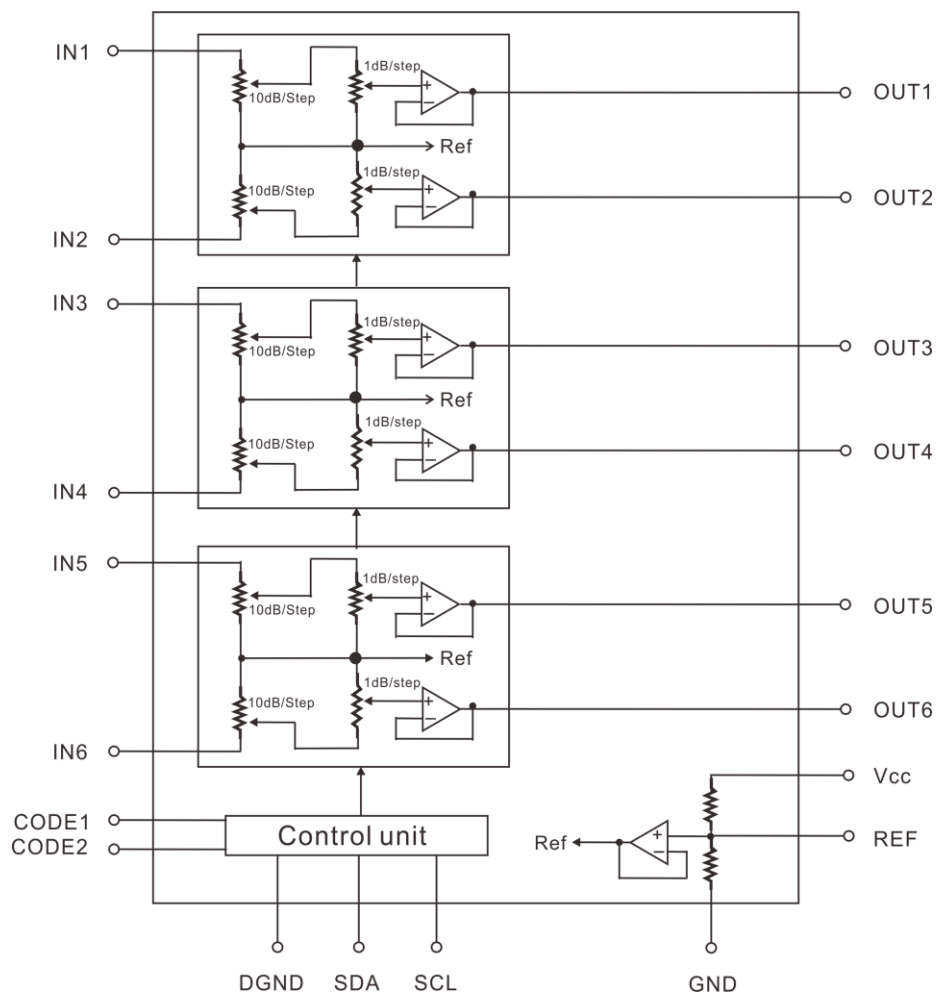 IN1
10dB/Step
1dB/step
OUT1
Ref
10dB/Step
1dB/step
OUT2
IN2
IN3
10dB/Step
1dB/step
OUT3
Ref
10dB/Step
1dB/step
OUT4
IN4
IN5
10dB/Step
1dB/step
OUT5
Ref
10dB/Step
1dB/step
OUT6
IN6
Vcc
CODE1
CODE2
Control unit
Ref
REF
DGND
SDA
SCL
GND